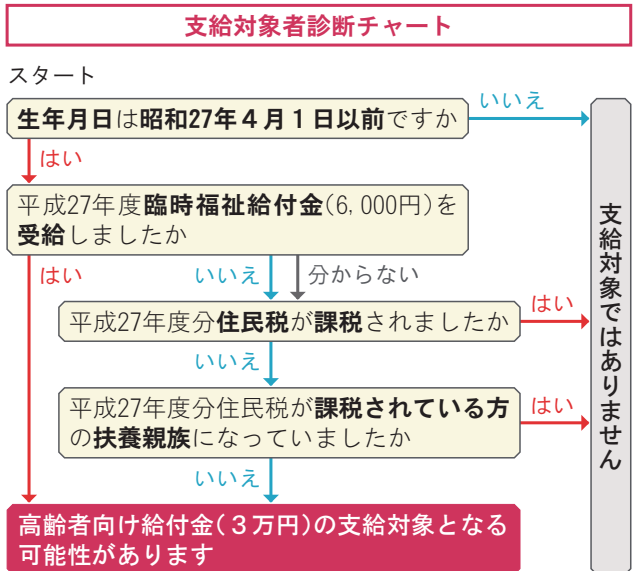 支給対象者診断チャート
スタート
生年月日は昭和27年4月1日以前ですか
いいえ
はい
平成27年度臨時福祉給付金(6,000円)を
受給しましたか
はい
いいえ
分からない
平成27年度分住民税が課税されましたか
はい
いいえ
平成27年度分住民税が課税されている方
の扶養親族になっていましたか
はい
いいえ
高齢者向け給付金(3万円)の支給対象となる
可能性があります
支給対象ではありません